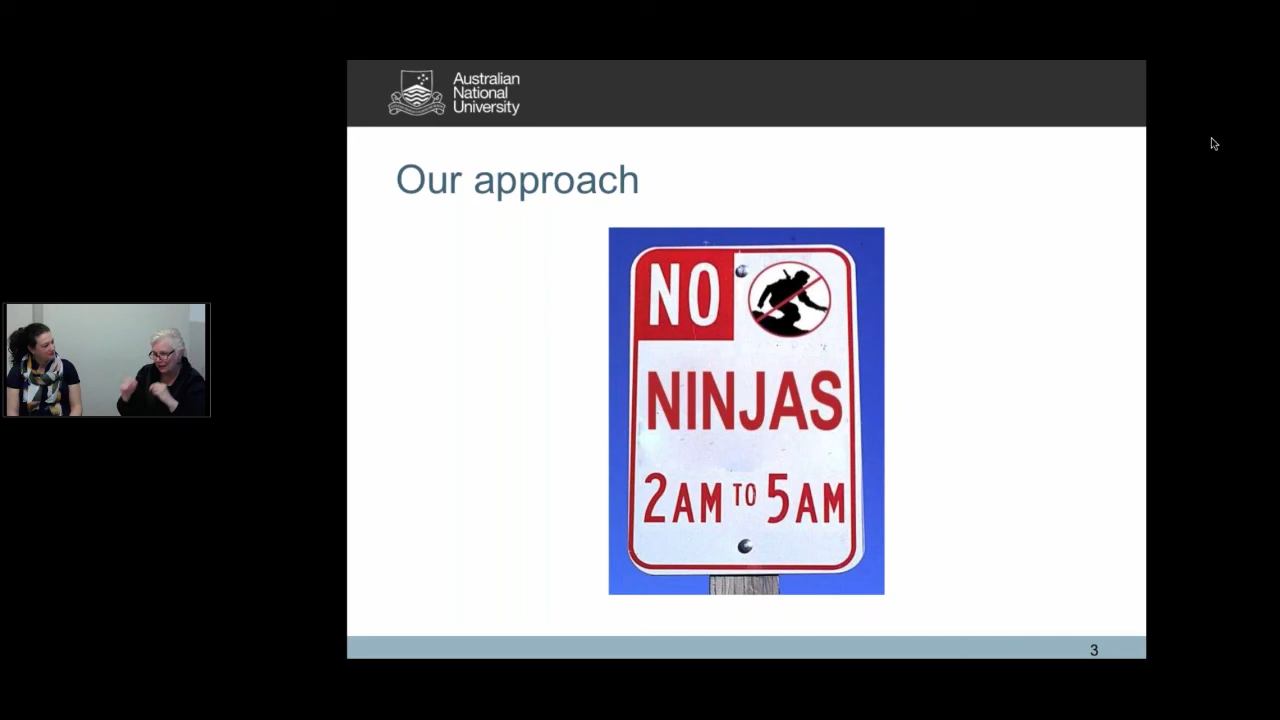 Australian
National
University
Our approach
NO
NINJAS
2AM TO 5AM
3